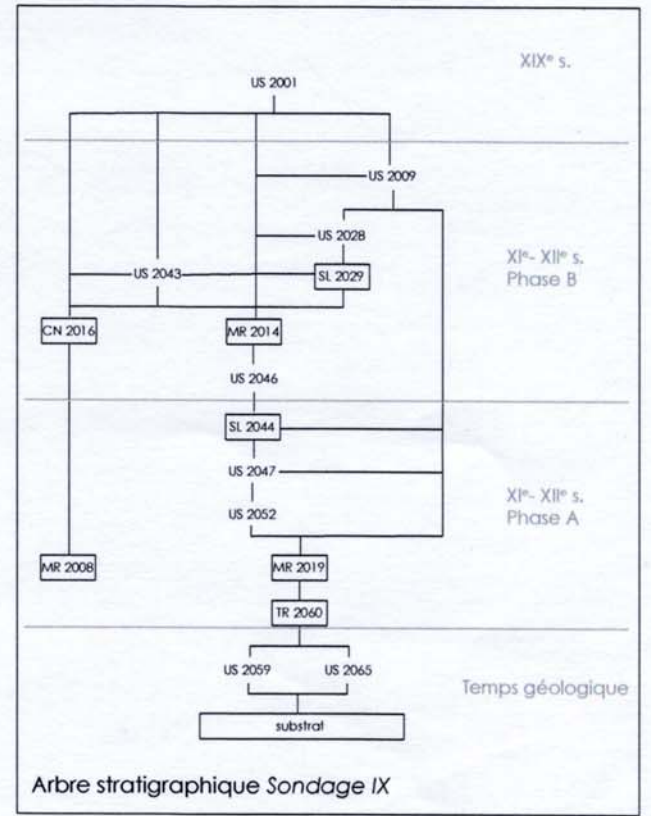 XIXe s.
US 2001
US 2009
US 2028
XIe- XIIe s.
Phase B
US 2043
SL 2029
CN 2016
MR 2014
US 2046
SL 2044
US 2047
XIe- XIIe s.
Phase A
US 2052
MR 2008
MR 2019
TR 2060
US 2059
US 2065
Temps géologique
substrat
Arbre stratigraphique Sondage IX